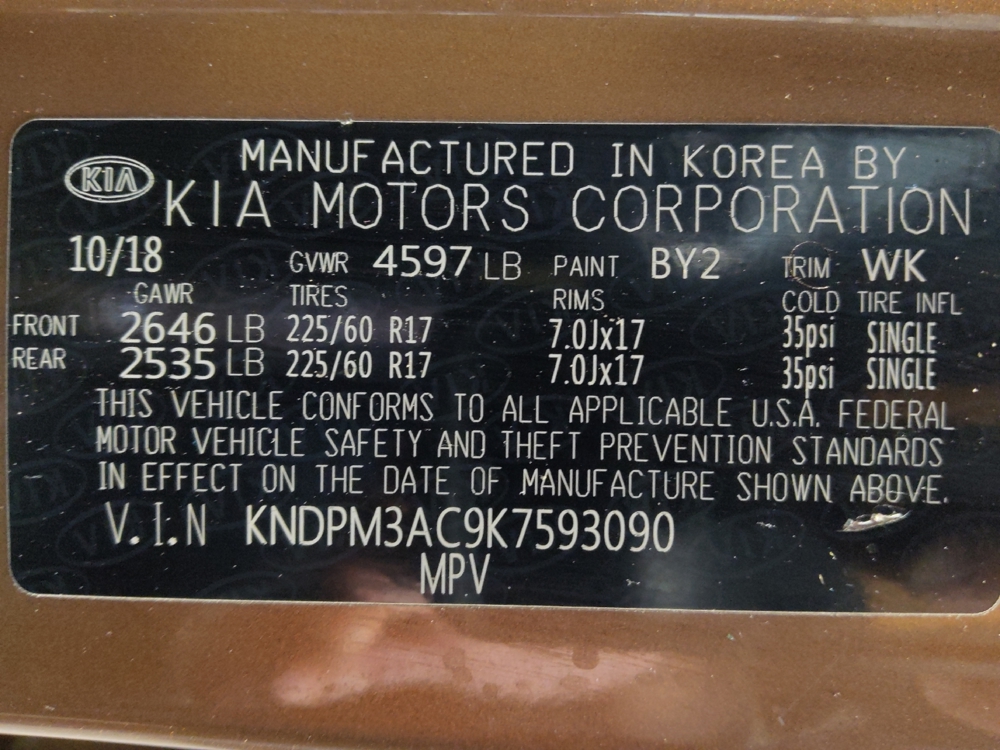 KIA MANUFACTURED IN KOREA BY
KIA MOTORS CORPORATION
10/18 GVWR 4597 LB PAINT BY2 TRIM WK
GAWR TIRES RIMS COLD TIRE INFL
FRONT 2646 LB 225/60 R17 7.0Jx17 35psi SINGLE
REAR 2535 LB 225/60 R17 7.0Jx17 35psi SINGLE
THIS VEHICLE CONFORMS TO ALL APPLICABLE U.S.A. FEDERAL
MOTOR VEHICLE SAFETY AND THEFT PREVENTION STANDARDS
IN EFFECT ON THE DATE OF MANUFACTURE SHOWN ABOVE.
V.I.N KNDPM3AC9K7593090
MPV